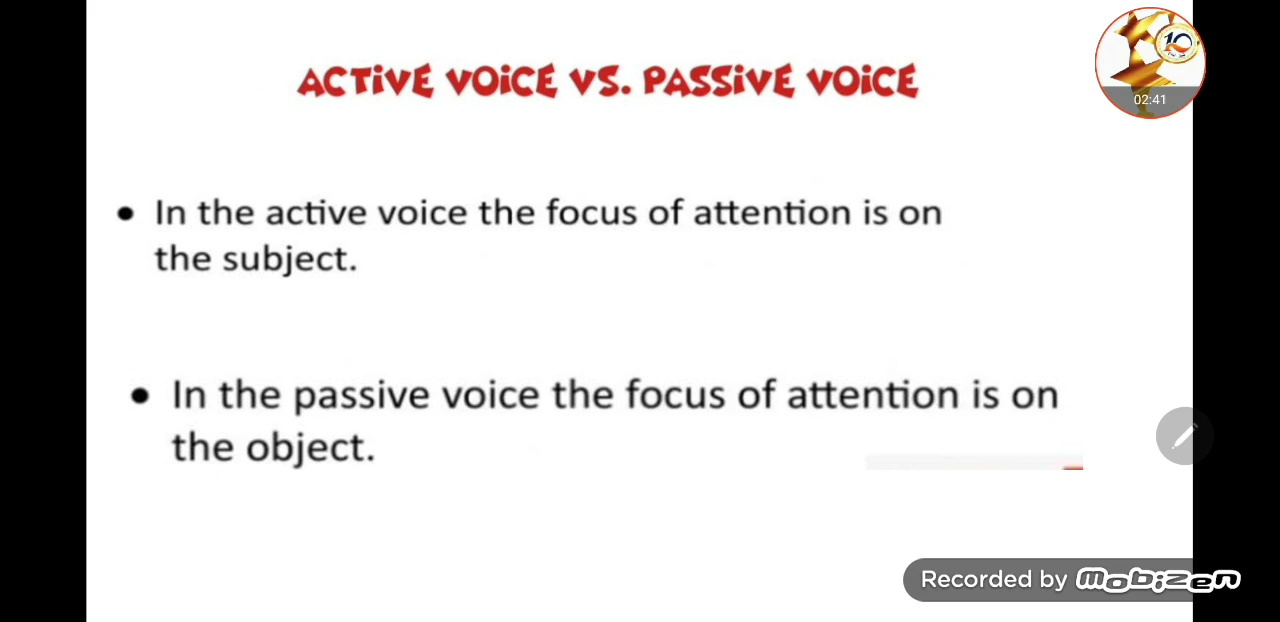 ACTiVE VOiCE VS. PASSiVE VOiCE
10
02:41
• In the active voice the focus of attention is on
the subject.
• In the passive voice the focus of attention is on
the object.
Recorded by Mobizen